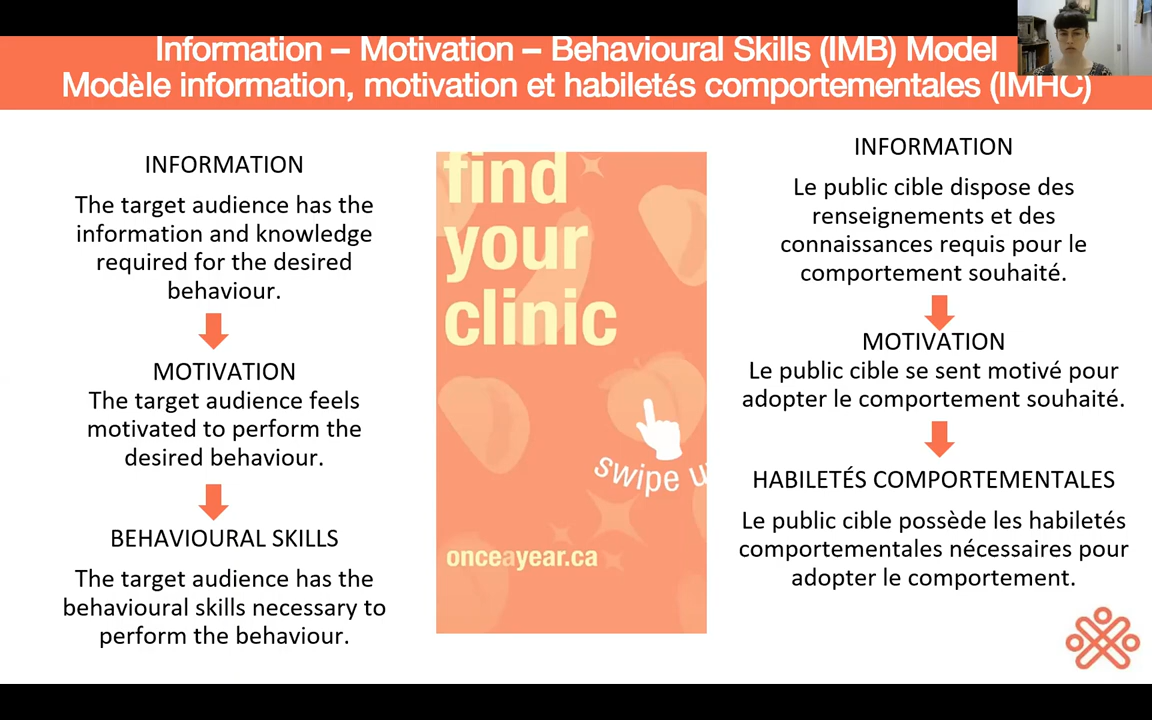 Information – Motivation – Behavioural Skills (IMB) Model
Modèle information, motivation et habiletés comportementales (IMHC)
INFORMATION
The target audience has the
information and knowledge
required for the desired
behaviour.
MOTIVATION
The target audience feels
motivated to perform the
desired behaviour.
BEHAVIOURAL SKILLS
The target audience has the
behavioural skills necessary to
perform the behaviour.
find
your
clinic
swipe u
onceayear.ca
INFORMATION
Le public cible dispose des
renseignements et des
connaissances requis pour le
comportement souhaité.
MOTIVATION
Le public cible se sent motivé pour
adopter le comportement souhaité.
HABILETÉS COMPORTEMENTALES
Le public cible possède les habiletés
comportementales nécessaires pour
adopter le comportement.